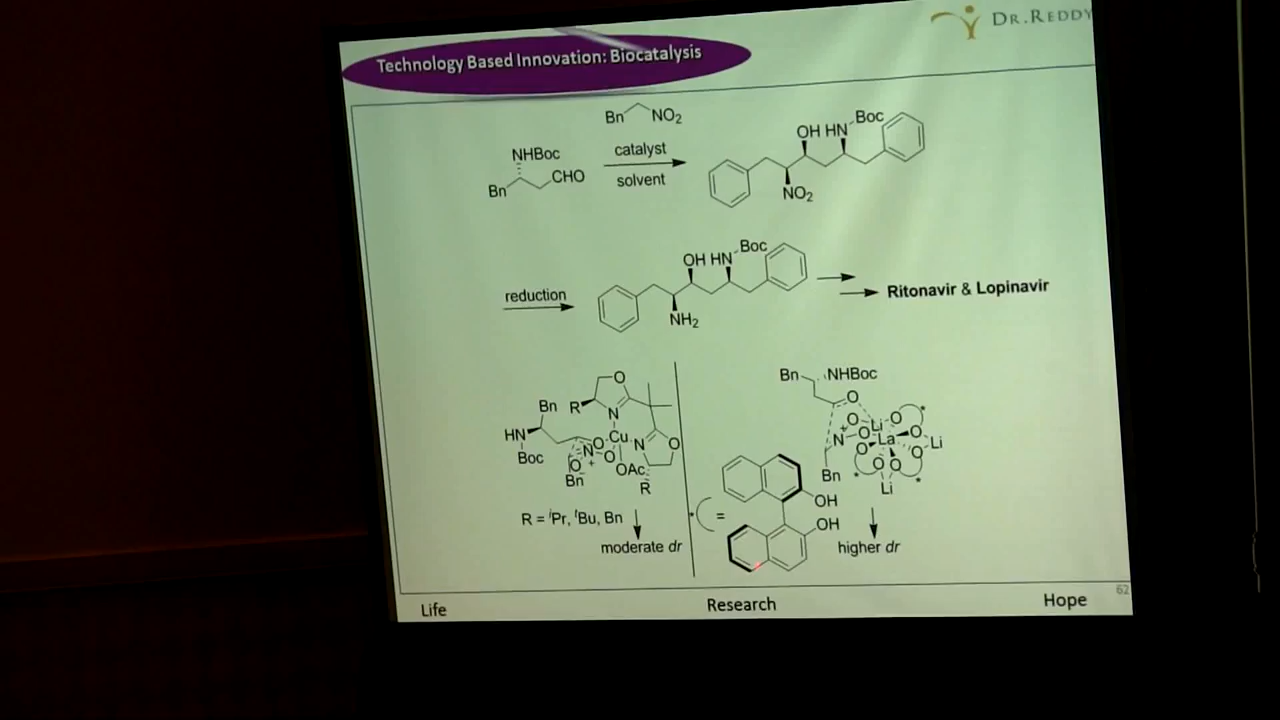 DR.REDDY
Technology Based Innovation: Biocatalysis
Bn NO2
NHBoc
Bn CHO
catalyst
solvent
OH HN Boc
NO2
reduction
OH HN Boc
NH2
Ritonavir & Lopinavir
O
R
N
Bn
HN
Boc
O
N
+
O
O
-
Bn
Cu
N
O
OAc
R
R = iPr, tBu, Bn
moderate dr
* =
OH
OH
Bn NHBoc
O
O
Li
O
*
+
N
O
La
O
Li
O
O
O
O
*
*
Bn
Li
higher dr
Life
Research
Hope
62